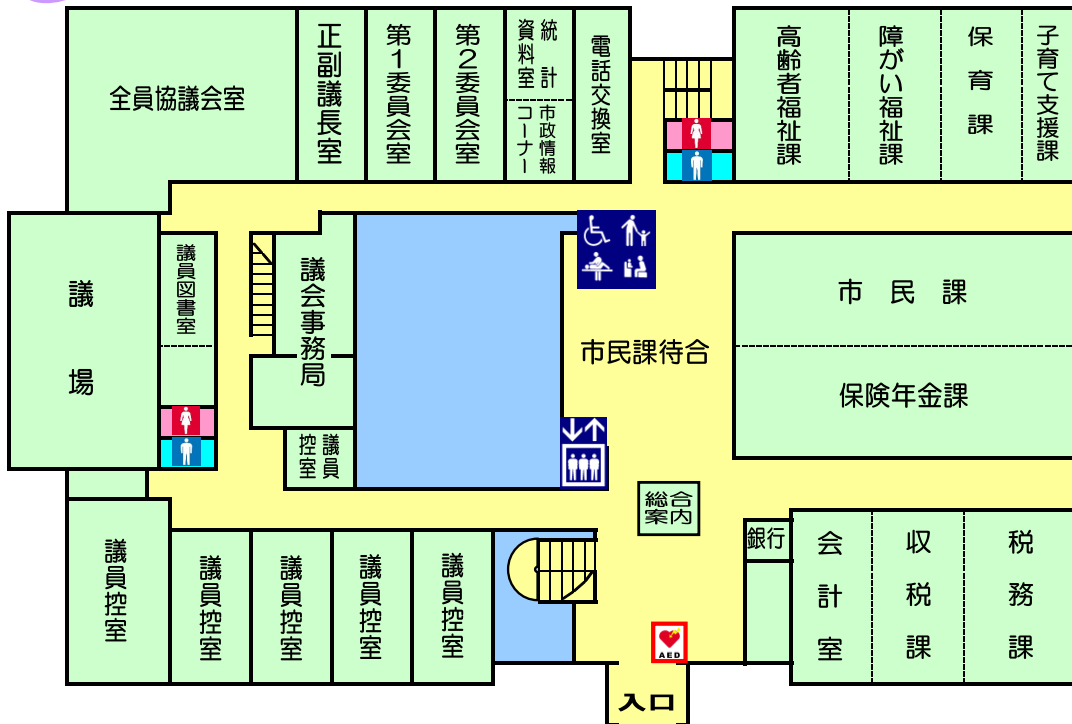 全員協議会室
正副議長室
第1委員会室
第2委員会室
統計
資料室
市政情報
コーナー
電話交換室
高齢者福祉課
障がい福祉課
保育課
子育て支援課
議場
議員図書室
議会事務局
議員
控室
市民課待合
市民課
保険年金課
総合
案内
銀行
会計室
収税課
税務課
議員控室
議員控室
議員控室
議員控室
議員控室
AED
入口